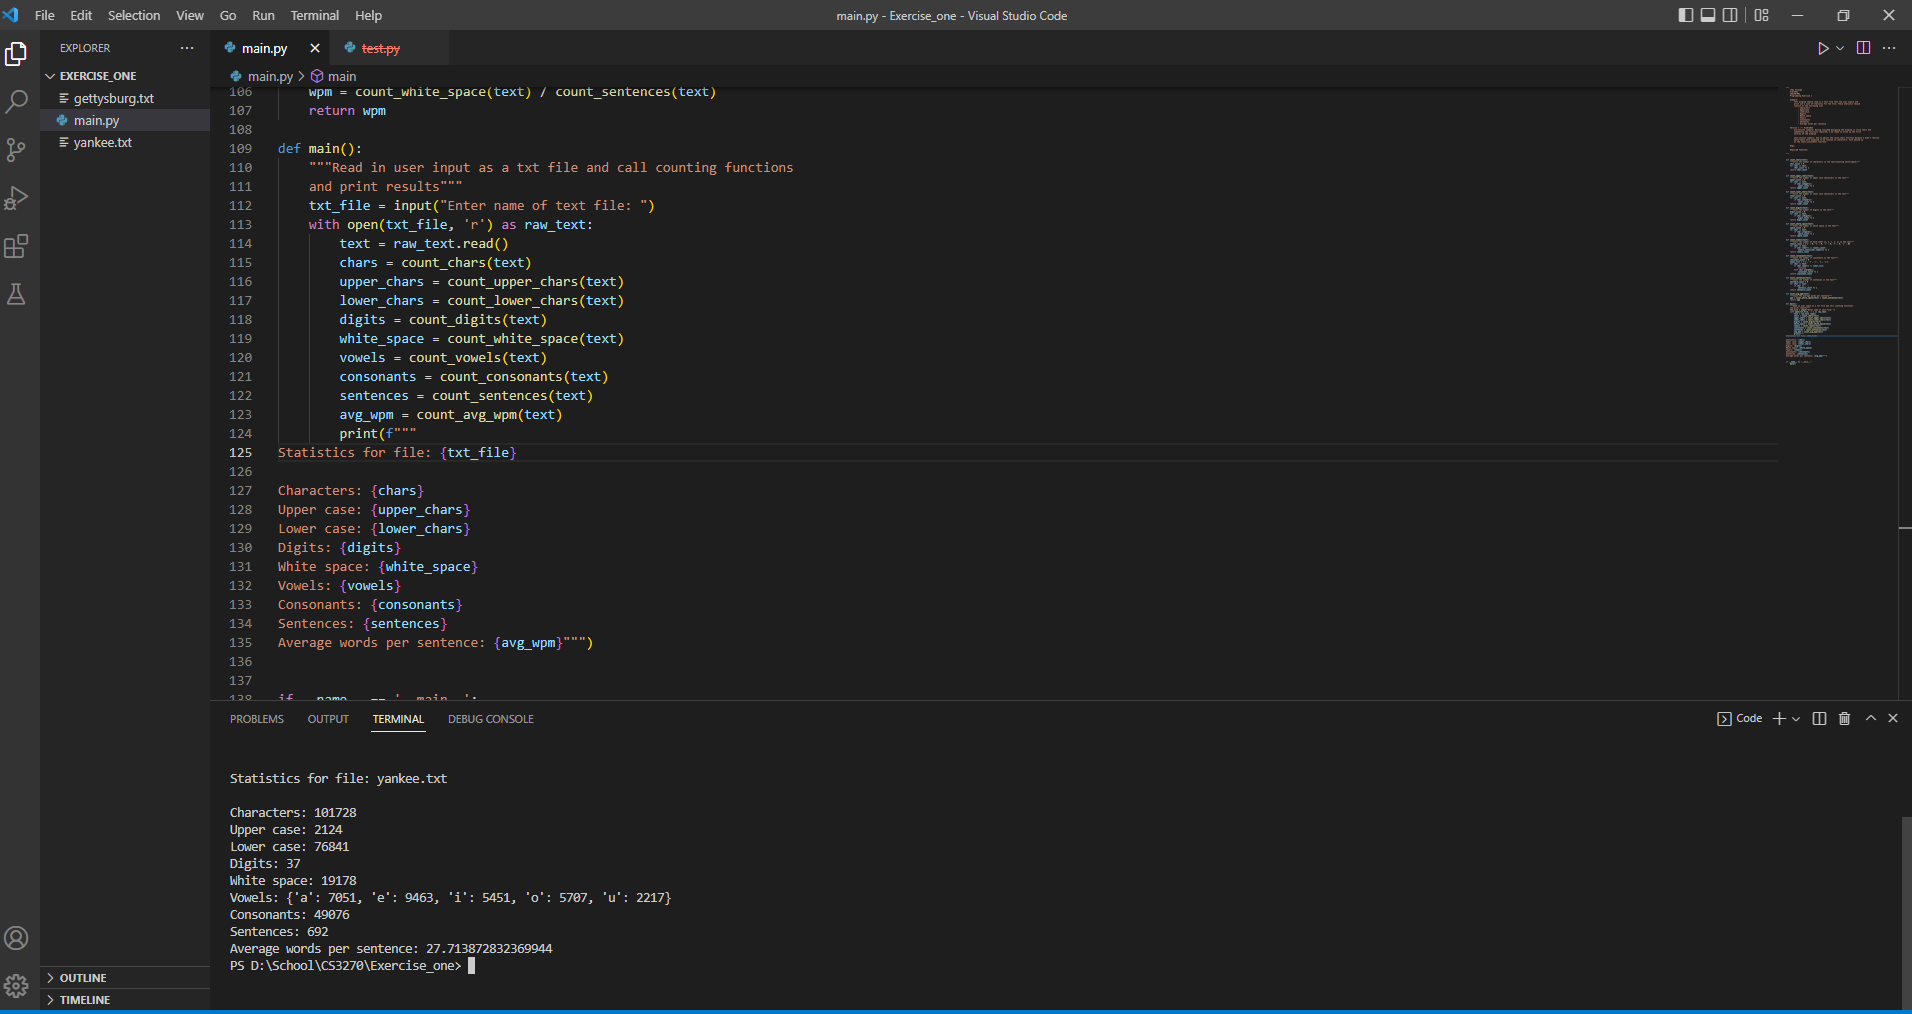 File Edit Selection View Go Run Terminal Help
main.py - Exercise_one - Visual Studio Code
EXPLORER
EXERCISE_ONE
gettysburg.txt
main.py
yankee.txt
OUTLINE
TIMELINE
main.py test.py
main.py > main
106 wpm = count_white_space(text) / count_sentences(text)
107 return wpm
108
109 def main():
110 """Read in user input as a txt file and call counting functions
111 and print results"""
112 txt_file = input("Enter name of text file: ")
113 with open(txt_file, 'r') as raw_text:
114 text = raw_text.read()
115 chars = count_chars(text)
116 upper_chars = count_upper_chars(text)
117 lower_chars = count_lower_chars(text)
118 digits = count_digits(text)
119 white_space = count_white_space(text)
120 vowels = count_vowels(text)
121 consonants = count_consonants(text)
122 sentences = count_sentences(text)
123 avg_wpm = count_avg_wpm(text)
124 print(f"""
125 Statistics for file: {txt_file}
126
127 Characters: {chars}
128 Upper case: {upper_chars}
129 Lower case: {lower_chars}
130 Digits: {digits}
131 White space: {white_space}
132 Vowels: {vowels}
133 Consonants: {consonants}
134 Sentences: {sentences}
135 Average words per sentence: {avg_wpm}""")
136
137
138 if __name__ == '__main__':
PROBLEMS OUTPUT TERMINAL DEBUG CONSOLE
Code
Statistics for file: yankee.txt
Characters: 101728
Upper case: 2124
Lower case: 76841
Digits: 37
White space: 19178
Vowels: {'a': 7051, 'e': 9463, 'i': 5451, 'o': 5707, 'u': 2217}
Consonants: 49076
Sentences: 692
Average words per sentence: 27.713872832369944
PS D:\School\CS3270\Exercise_one>